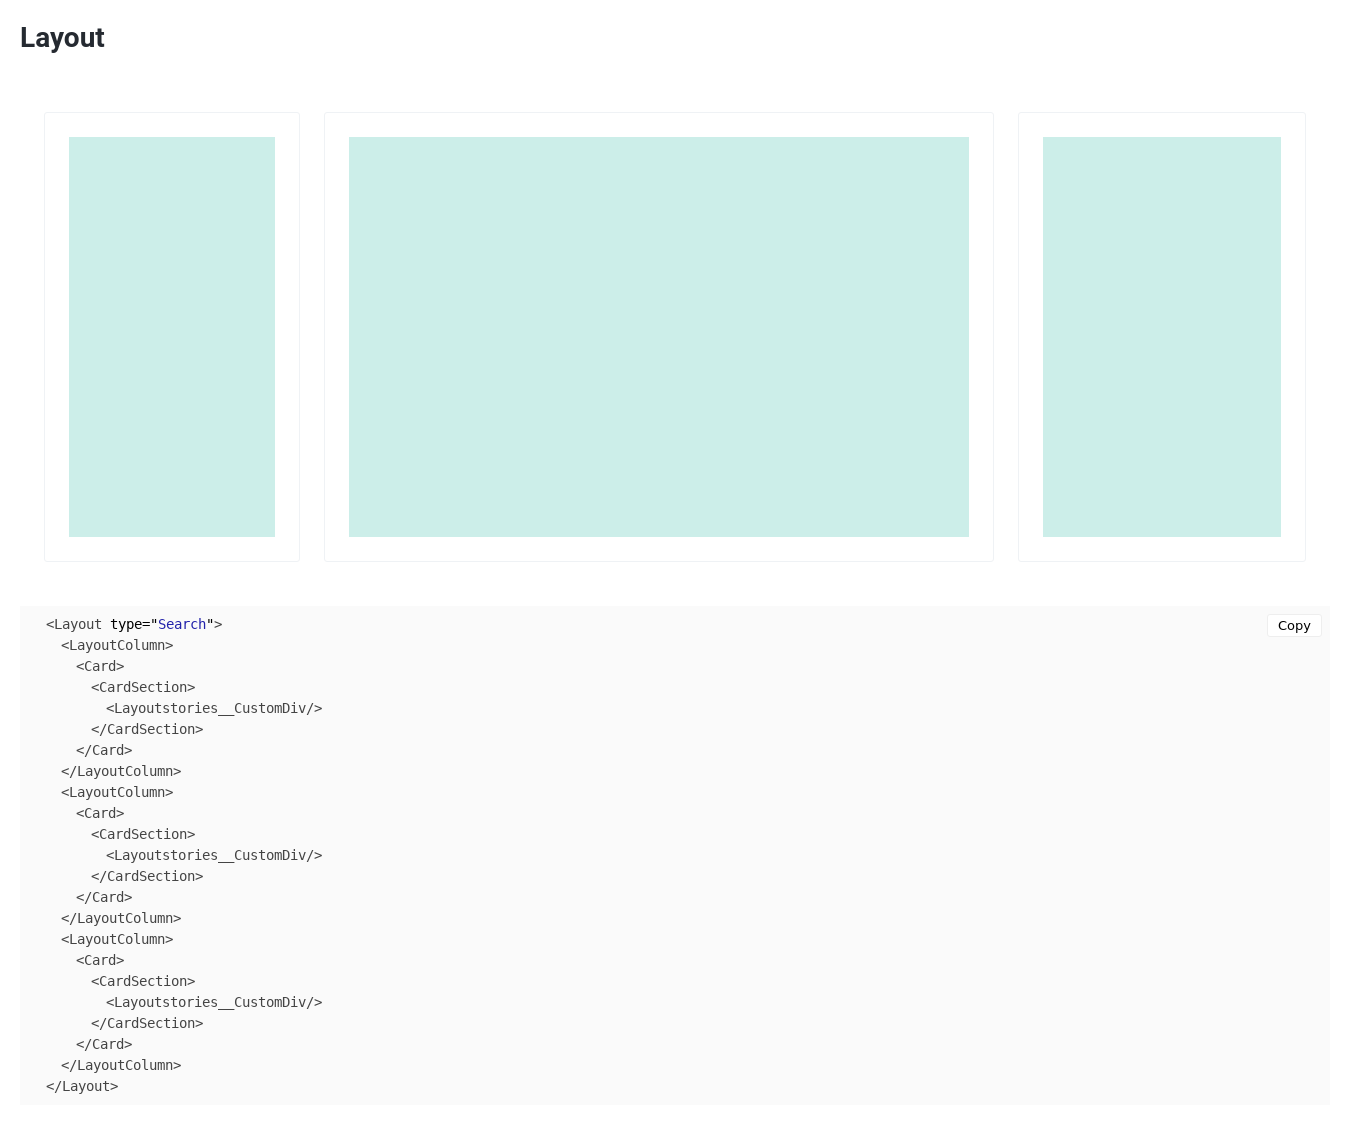 Layout
<Layout type="Search">
Copy
<LayoutColumn>
<Card>
<CardSection>
<Layoutstories__CustomDiv/>
</CardSection>
</Card>
</LayoutColumn>
<LayoutColumn>
<Card>
<CardSection>
<Layoutstories__CustomDiv/>
</CardSection>
</Card>
</LayoutColumn>
<LayoutColumn>
<Card>
<CardSection>
<Layoutstories__CustomDiv/>
</CardSection>
</Card>
</LayoutColumn>
</Layout>